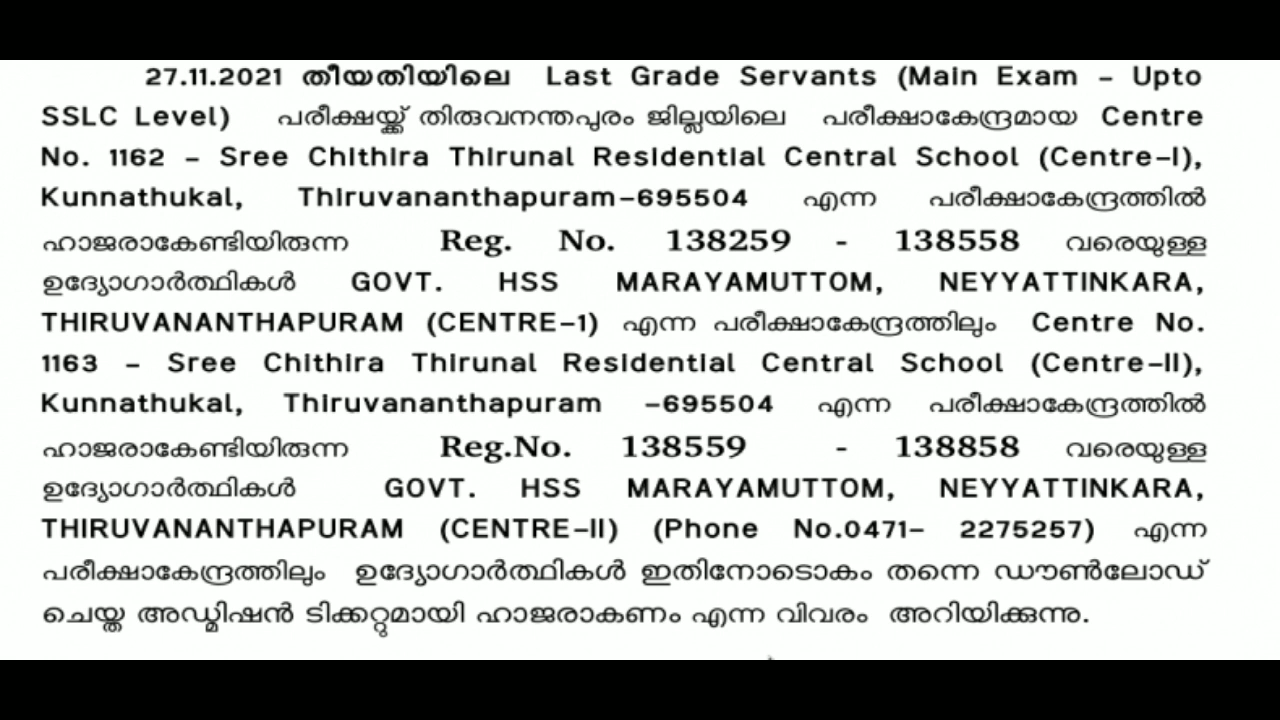 27.11.2021 തീയതിയിലെ Last Grade Servants (Main Exam – Upto
SSLC Level) പരീക്ഷയ്ക്ക് തിരുവനന്തപുരം ജില്ലയിലെ പരീക്ഷാകേന്ദ്രമായ Centre
No. 1162 – Sree Chithira Thirunal Residential Central School (Centre–I),
Kunnathukal, Thiruvananthapuram–695504 എന്ന പരീക്ഷാകേന്ദ്രത്തിൽ
ഹാജരാകേണ്ടിയിരുന്ന Reg. No. 138259 - 138558 വരെയുള്ള
ഉദ്യോഗാർത്ഥികൾ GOVT. HSS MARAYAMUTTOM, NEYYATTINKARA,
THIRUVANANTHAPURAM (CENTRE–1) എന്ന പരീക്ഷാകേന്ദ്രത്തിലും Centre No.
1163 – Sree Chithira Thirunal Residential Central School (Centre–II),
Kunnathukal, Thiruvananthapuram –695504 എന്ന പരീക്ഷാകേന്ദ്രത്തിൽ
ഹാജരാകേണ്ടിയിരുന്ന Reg.No. 138559 - 138858 വരെയുള്ള
ഉദ്യോഗാർത്ഥികൾ GOVT. HSS MARAYAMUTTOM, NEYYATTINKARA,
THIRUVANANTHAPURAM (CENTRE–II) (Phone No.0471– 2275257) എന്ന
പരീക്ഷാകേന്ദ്രത്തിലും ഉദ്യോഗാർത്ഥികൾ ഇതിനോടൊകം തന്നെ ഡൗൺലോഡ്
ചെയ്ത അഡ്മിഷൻ ടിക്കറ്റുമായി ഹാജരാകണം എന്ന വിവരം അറിയിക്കുന്നു.